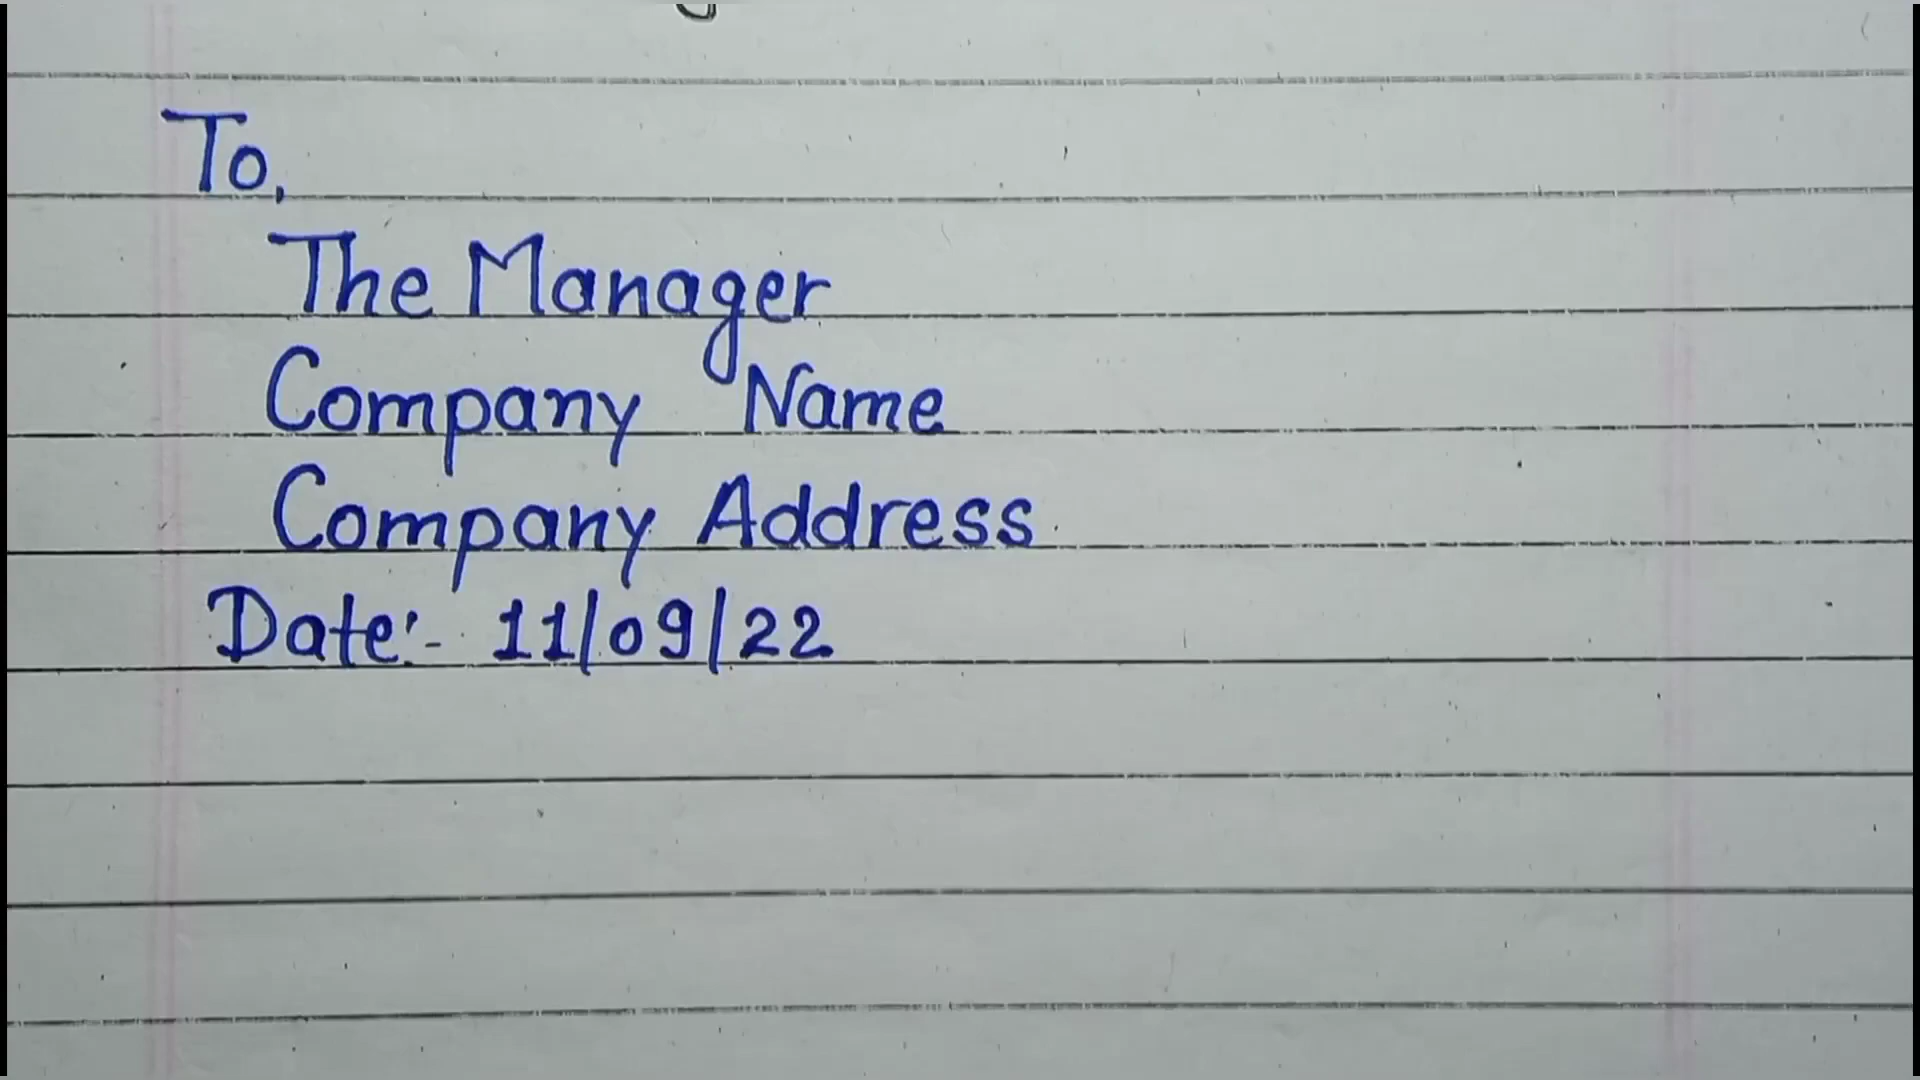 To,
The Manager
Company Name
Company Address
Date:- 11/09/22